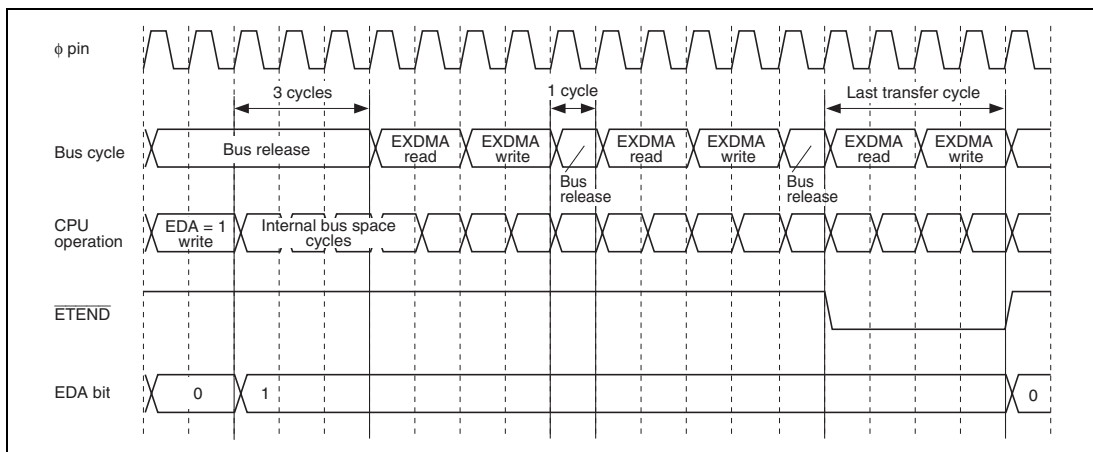 φ pin
3 cycles
1 cycle
Last transfer cycle
Bus cycle
Bus release
EXDMA
read
EXDMA
write
Bus
release
EXDMA
read
EXDMA
write
Bus
release
EXDMA
read
EXDMA
write
CPU
operation
EDA = 1
write
Internal bus space
cycles
ETEND
EDA bit
0
1
0